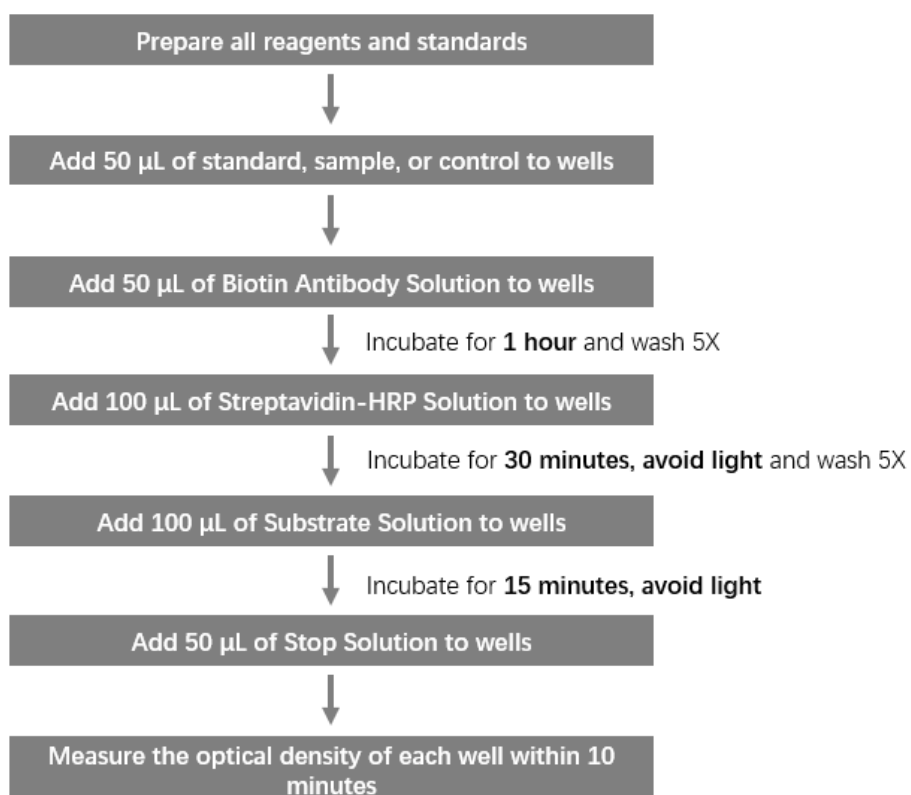 Prepare all reagents and standards
Add 50 μL of standard, sample, or control to wells
Add 50 μL of Biotin Antibody Solution to wells
Incubate for 1 hour and wash 5X
Add 100 μL of Streptavidin-HRP Solution to wells
Incubate for 30 minutes, avoid light and wash 5X
Add 100 μL of Substrate Solution to wells
Incubate for 15 minutes, avoid light
Add 50 μL of Stop Solution to wells
Measure the optical density of each well within 10
minutes